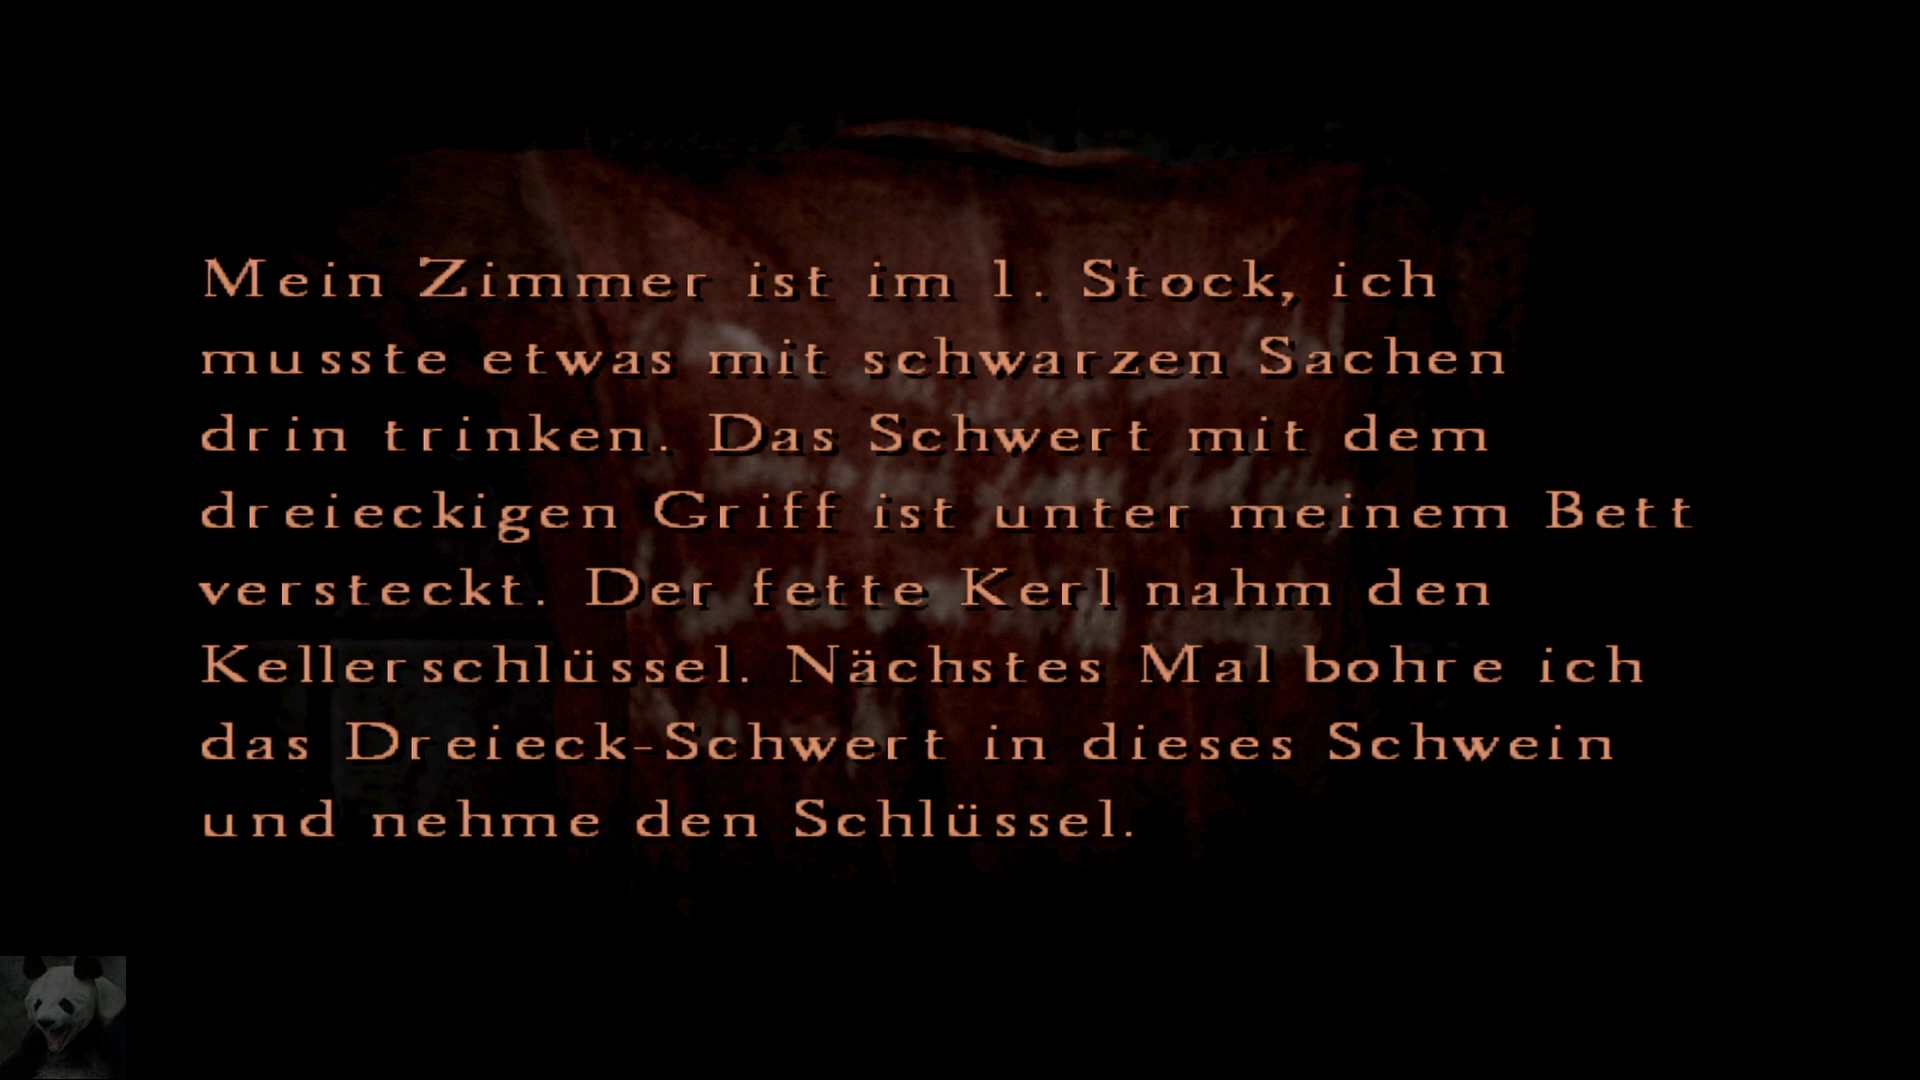 Mein Zimmer ist im 1. Stock, ich
musste etwas mit schwarzen Sachen
drin trinken. Das Schwert mit dem
dreieckigen Griff ist unter meinem Bett
versteckt. Der fette Kerl nahm den
Kellerschlüssel. Nächstes Mal bohre ich
das Dreieck-Schwert in dieses Schwein
und nehme den Schlüssel.